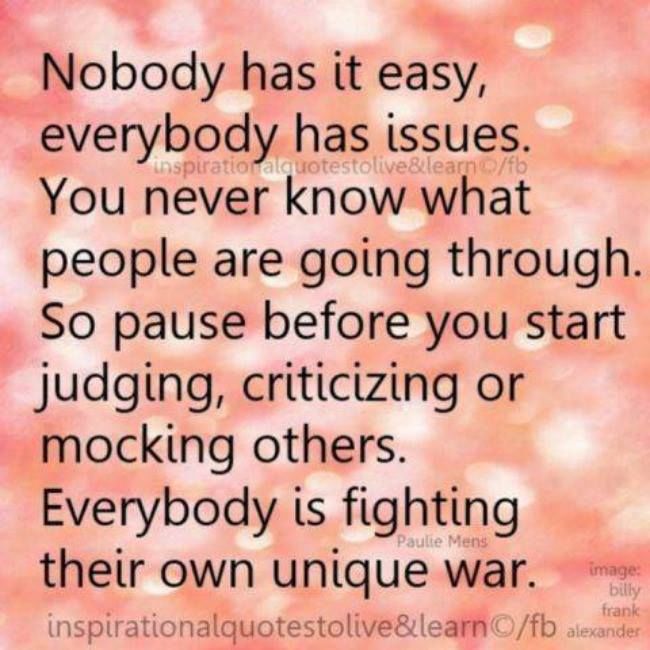 Nobody has it easy,
everybody has issues.
inspirationalquotestolive&learn©/fb
You never know what
people are going through.
So pause before you start
judging, criticizing or
mocking others.
Everybody is fighting
Paulie Mens
their own unique war.
image:
billy
frank
alexander
inspirationalquotestolive&learn©/fb